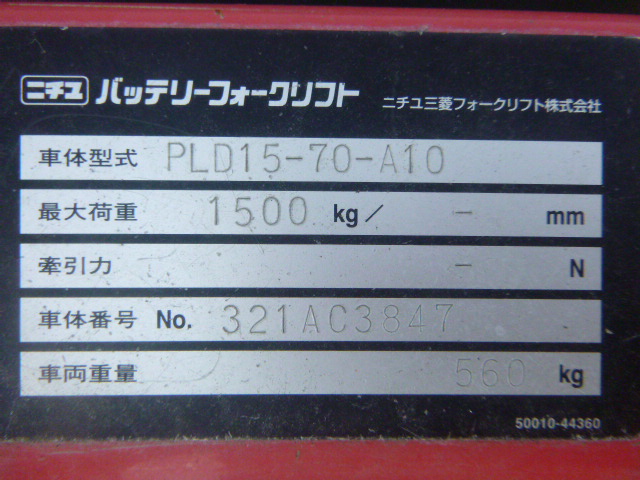 ニチユ バッテリーフォークリフト ニチユ三菱フォークリフト株式会社
車体型式 PLD15-70-A10
最大荷重 1500 kg/ - mm
牽引力 - N
車体番号 No. 321AC3847
車両重量 560 kg
50010-44360